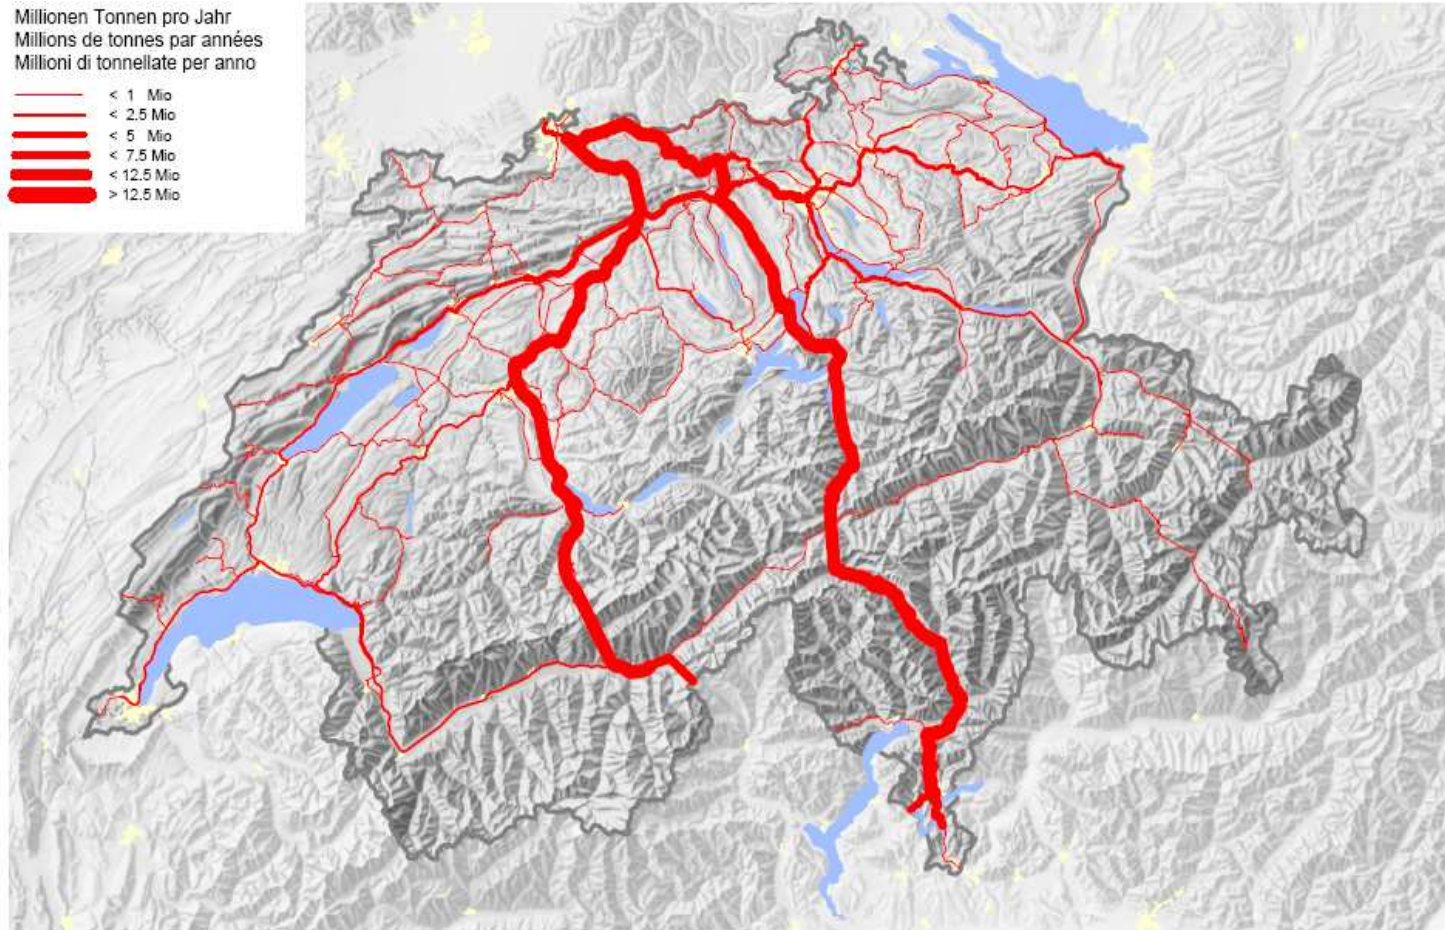 Millionen Tonnen pro Jahr
Millions de tonnes par années
Millioni di tonnellate per anno
< 1 Mio
< 2.5 Mio
< 5 Mio
< 7.5 Mio
< 12.5 Mio
> 12.5 Mio